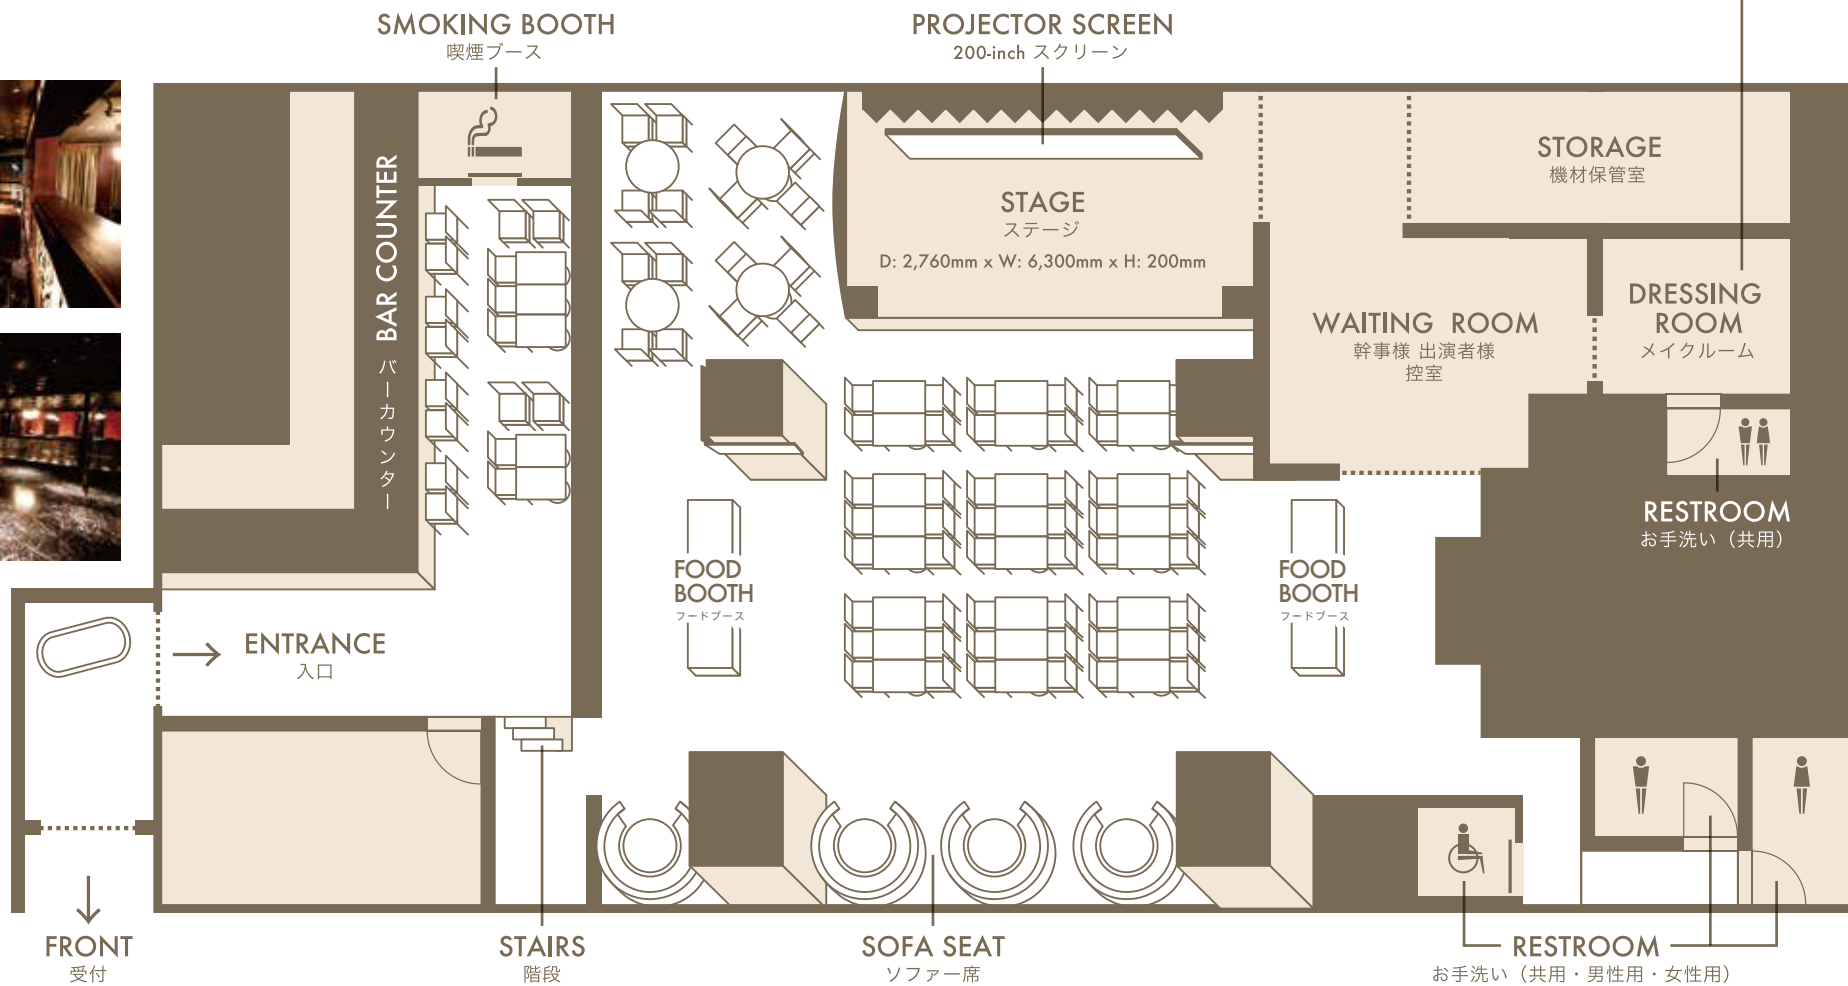 SMOKING BOOTH
喫煙ブース
PROJECTOR SCREEN
200-inch スクリーン
BAR COUNTER
バーカウンター
STAGE
ステージ
D: 2,760mm x W: 6,300mm x H: 200mm
STORAGE
機材保管室
WAITING ROOM
幹事様 出演者様
控室
DRESSING
ROOM
メイクルーム
RESTROOM
お手洗い（共用）
FOOD
BOOTH
フードブース
FOOD
BOOTH
フードブース
ENTRANCE
入口
FRONT
受付
STAIRS
階段
SOFA SEAT
ソファー席
RESTROOM
お手洗い（共用・男性用・女性用）